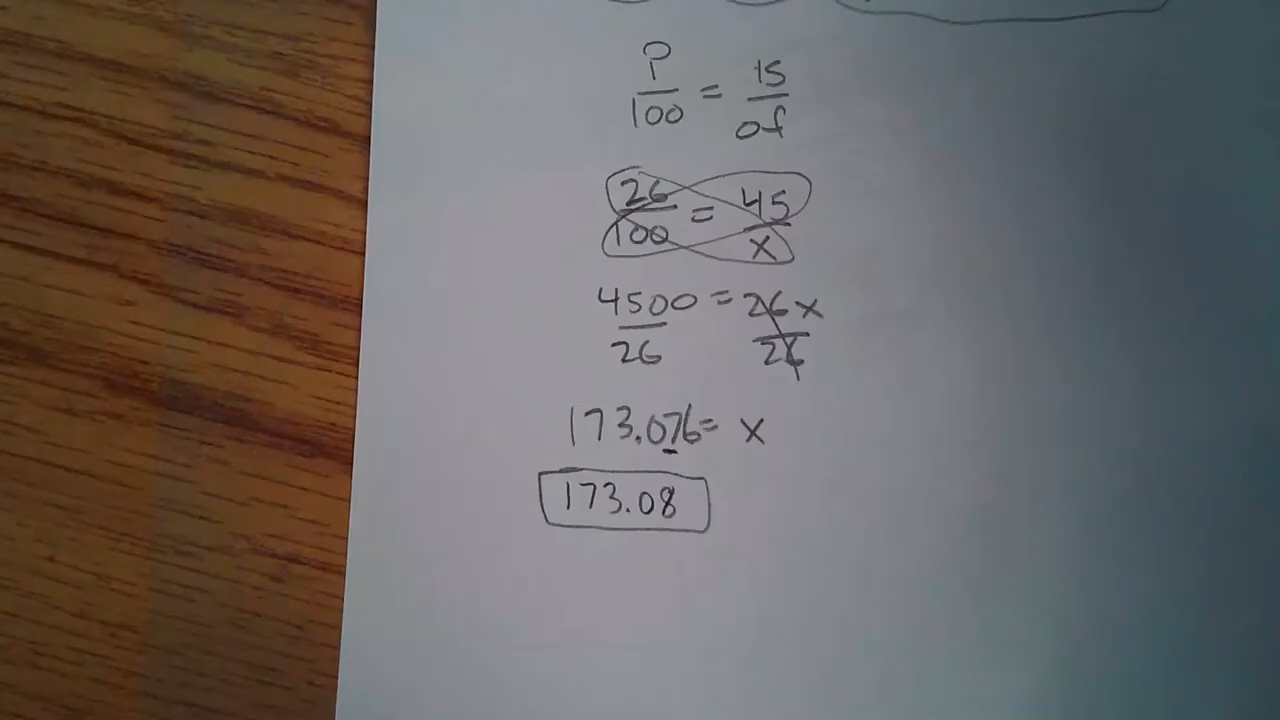 P/100 = is/of
26/100 = 45/x
4500/26 = 26x/26
173.076 = x
173.08